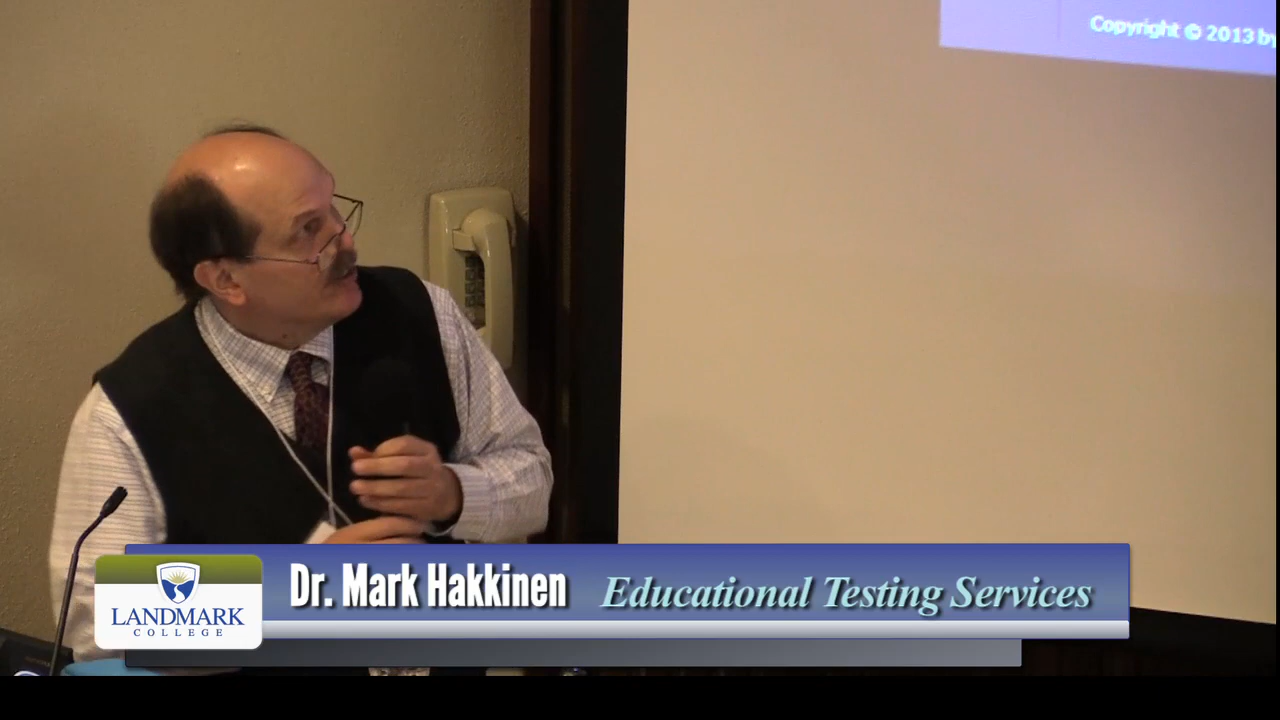 Copyright © 2013 by
Dr. Mark Hakkinen Educational Testing Services
LANDMARK
COLLEGE